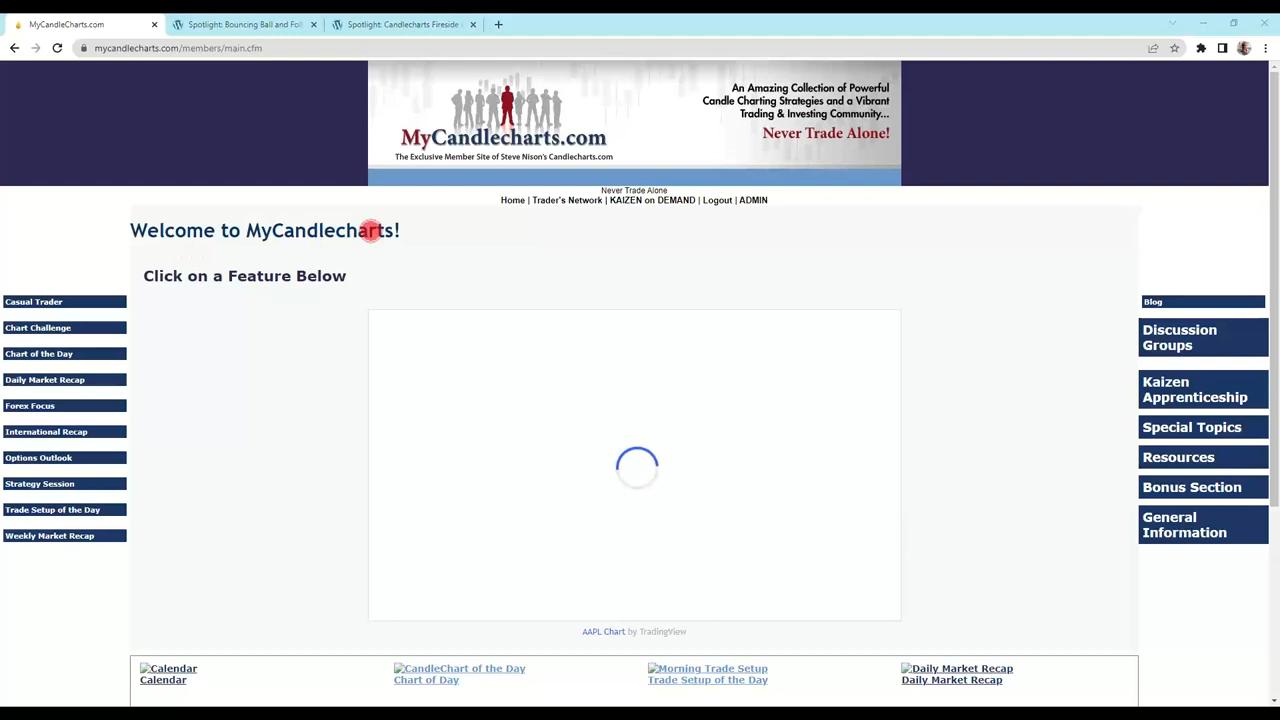 MyCandleCharts.com
Spotlight: Bouncing Ball and Foll
Spotlight: Candlecharts Fireside
mycandlecharts.com/members/main.cfm
MyCandlecharts.com
The Exclusive Member Site of Steve Nison's Candlecharts.com
An Amazing Collection of Powerful
Candle Charting Strategies and a Vibrant
Trading & Investing Community...
Never Trade Alone!
Never Trade Alone
Home | Trader's Network | KAIZEN on DEMAND | Logout | ADMIN
Welcome to MyCandlecharts!
Click on a Feature Below
Casual Trader
Chart Challenge
Chart of the Day
Daily Market Recap
Forex Focus
International Recap
Options Outlook
Strategy Session
Trade Setup of the Day
Weekly Market Recap
Blog
Discussion
Groups
Kaizen
Apprenticeship
Special Topics
Resources
Bonus Section
General
Information
AAPL Chart by TradingView
Calendar
Calendar
CandleChart of the Day
Chart of Day
Morning Trade Setup
Trade Setup of the Day
Daily Market Recap
Daily Market Recap